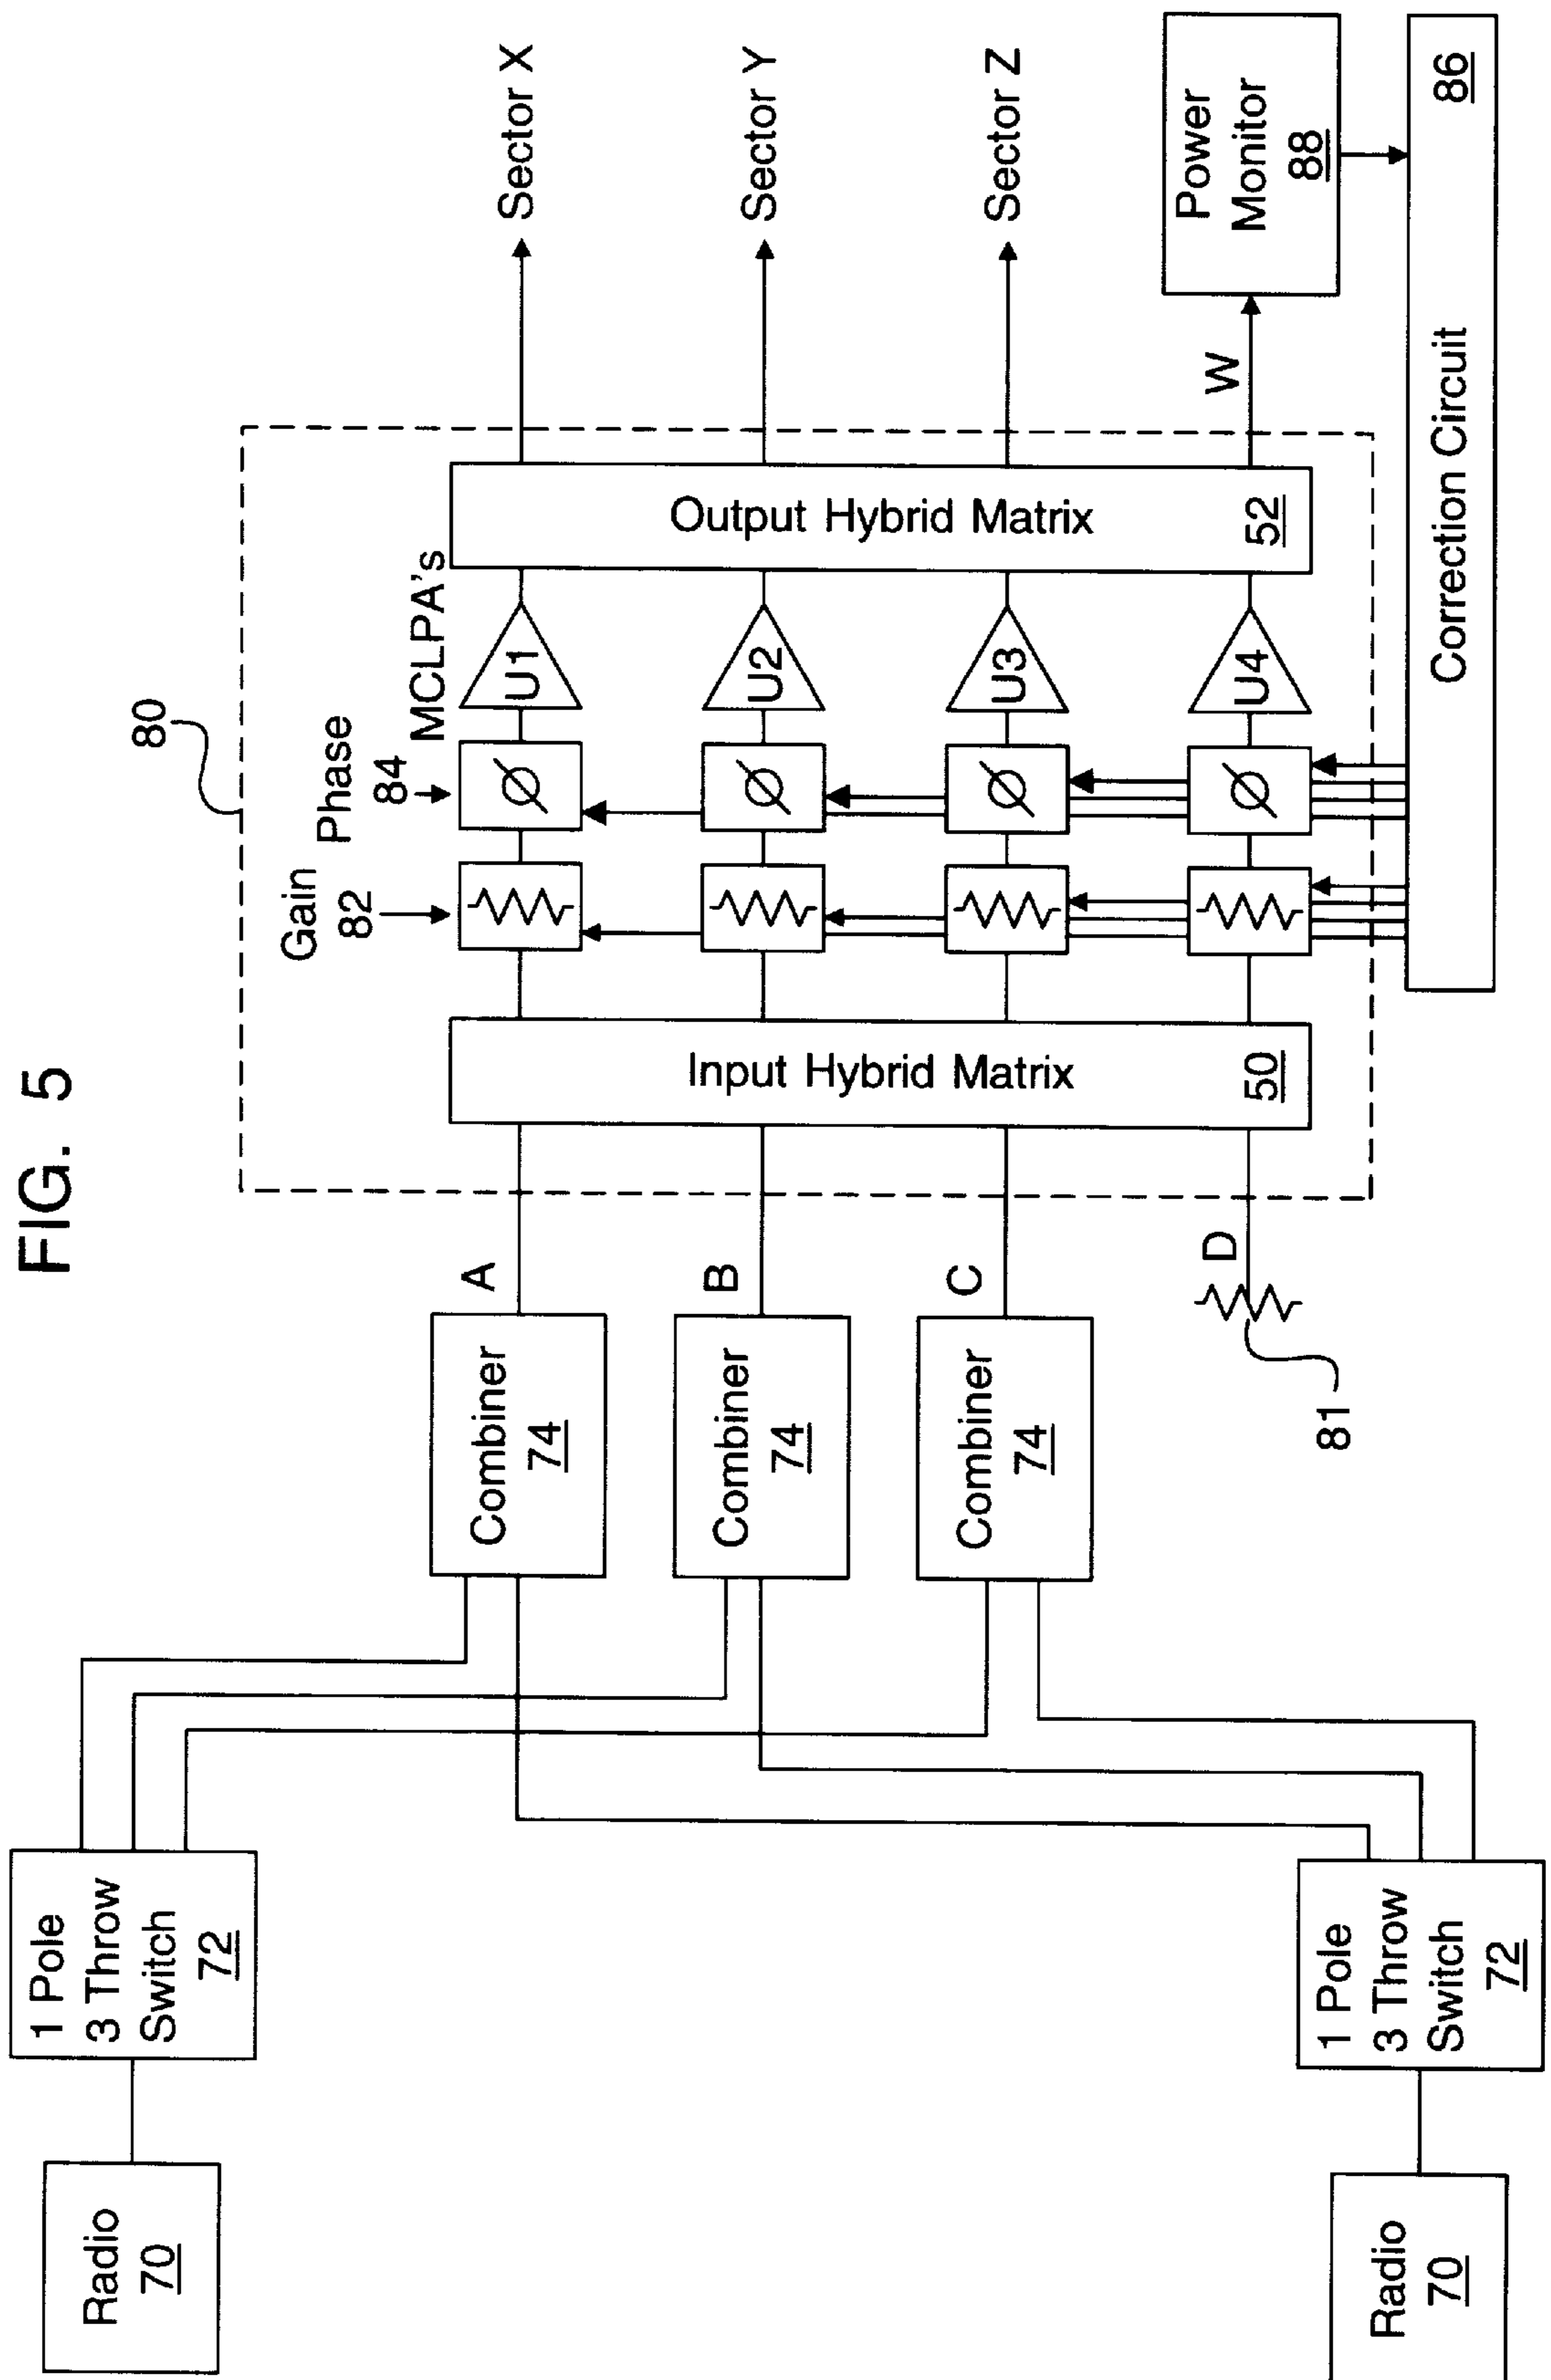 FIG. 5
80
Gain
82
Phase
84
MCLPA's
Radio
70
1 Pole
3 Throw
Switch
72
Combiner
74
A
Combiner
74
B
Combiner
74
C
D
81
Radio
70
1 Pole
3 Throw
Switch
72
Input Hybrid Matrix
50
U1
U2
U3
U4
Output Hybrid Matrix
52
Sector X
Sector Y
Sector Z
W
Power
Monitor
88
Correction Circuit
86